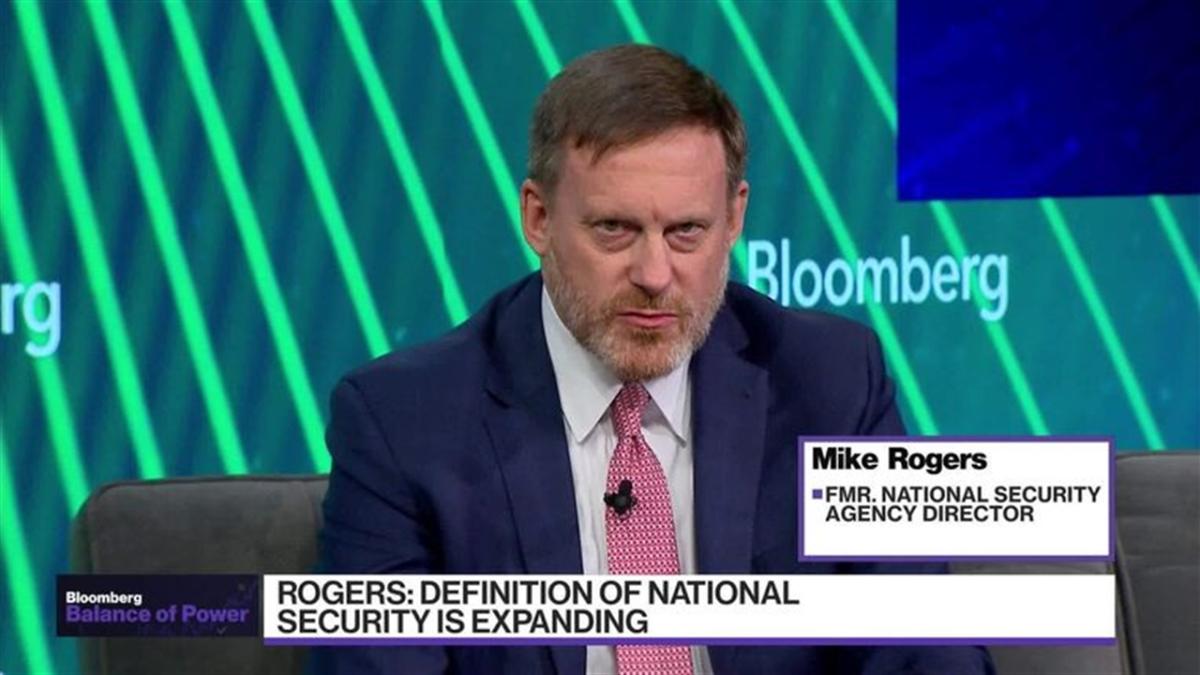 rg
Bloomberg
Mike Rogers
FMR. NATIONAL SECURITY
AGENCY DIRECTOR
Bloomberg
Balance of Power
ROGERS: DEFINITION OF NATIONAL
SECURITY IS EXPANDING